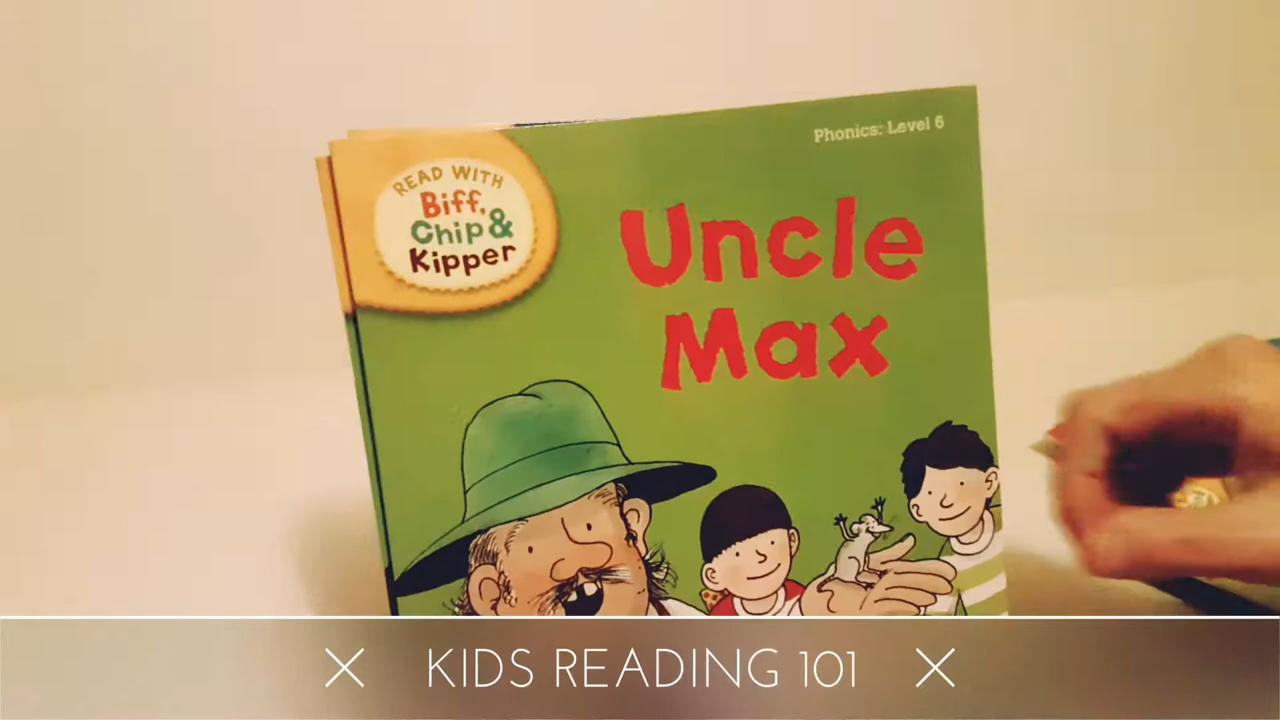 READ WITH
Biff,
Chip &
Kipper
Phonics: Level 6
Uncle
Max
KIDS READING 101